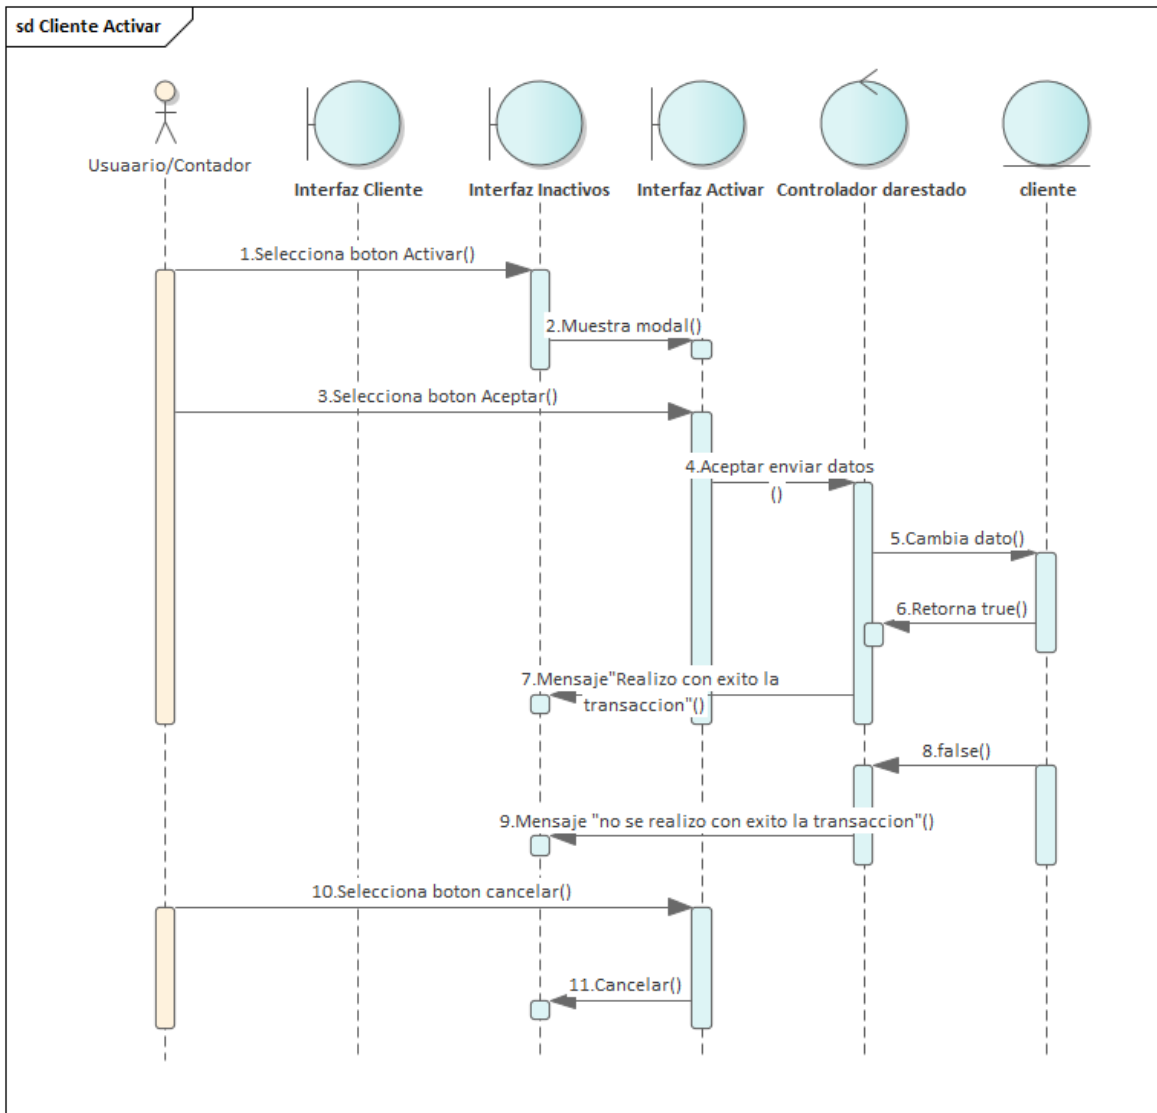 sd Cliente Activar
Usuaario/Contador
Interfaz Cliente
Interfaz Inactivos
Interfaz Activar
Controlador darestado
cliente
1.Selecciona boton Activar()
2.Muestra modal()
3.Selecciona boton Aceptar()
4.Aceptar enviar datos
()
5.Cambia dato()
6.Retorna true()
7.Mensaje"Realizo con exito la
transaccion"()
8.false()
9.Mensaje "no se realizo con exito la transaccion"()
10.Selecciona boton cancelar()
11.Cancelar()